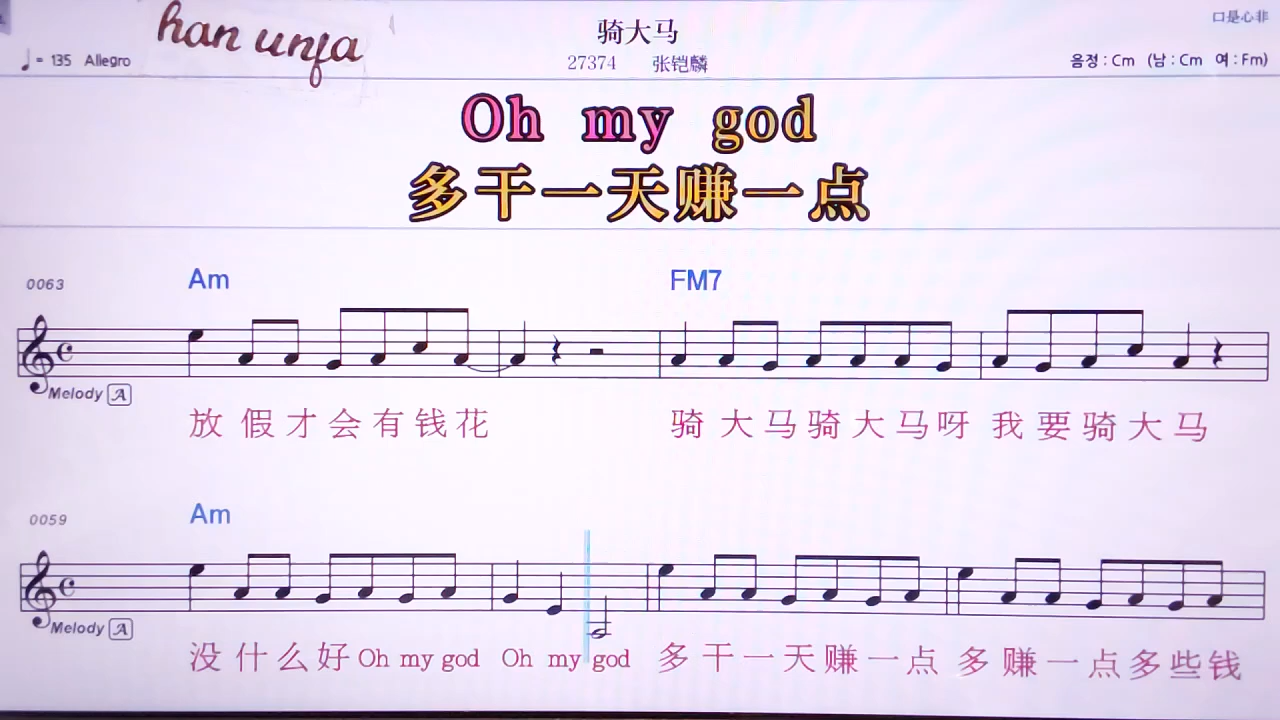 han unja
骑大马
口是心非
♩= 135 Allegro
27374 张铠麟
음정 : Cm (남 : Cm 여 : Fm)
Oh my god
多干一天赚一点
0063
Am FM7
Melody A
放假才会有钱花 骑大马骑大马呀 我要骑大马
0059
Am
Melody A
没什么好Oh my god Oh my god 多干一天赚一点 多赚一点多些钱